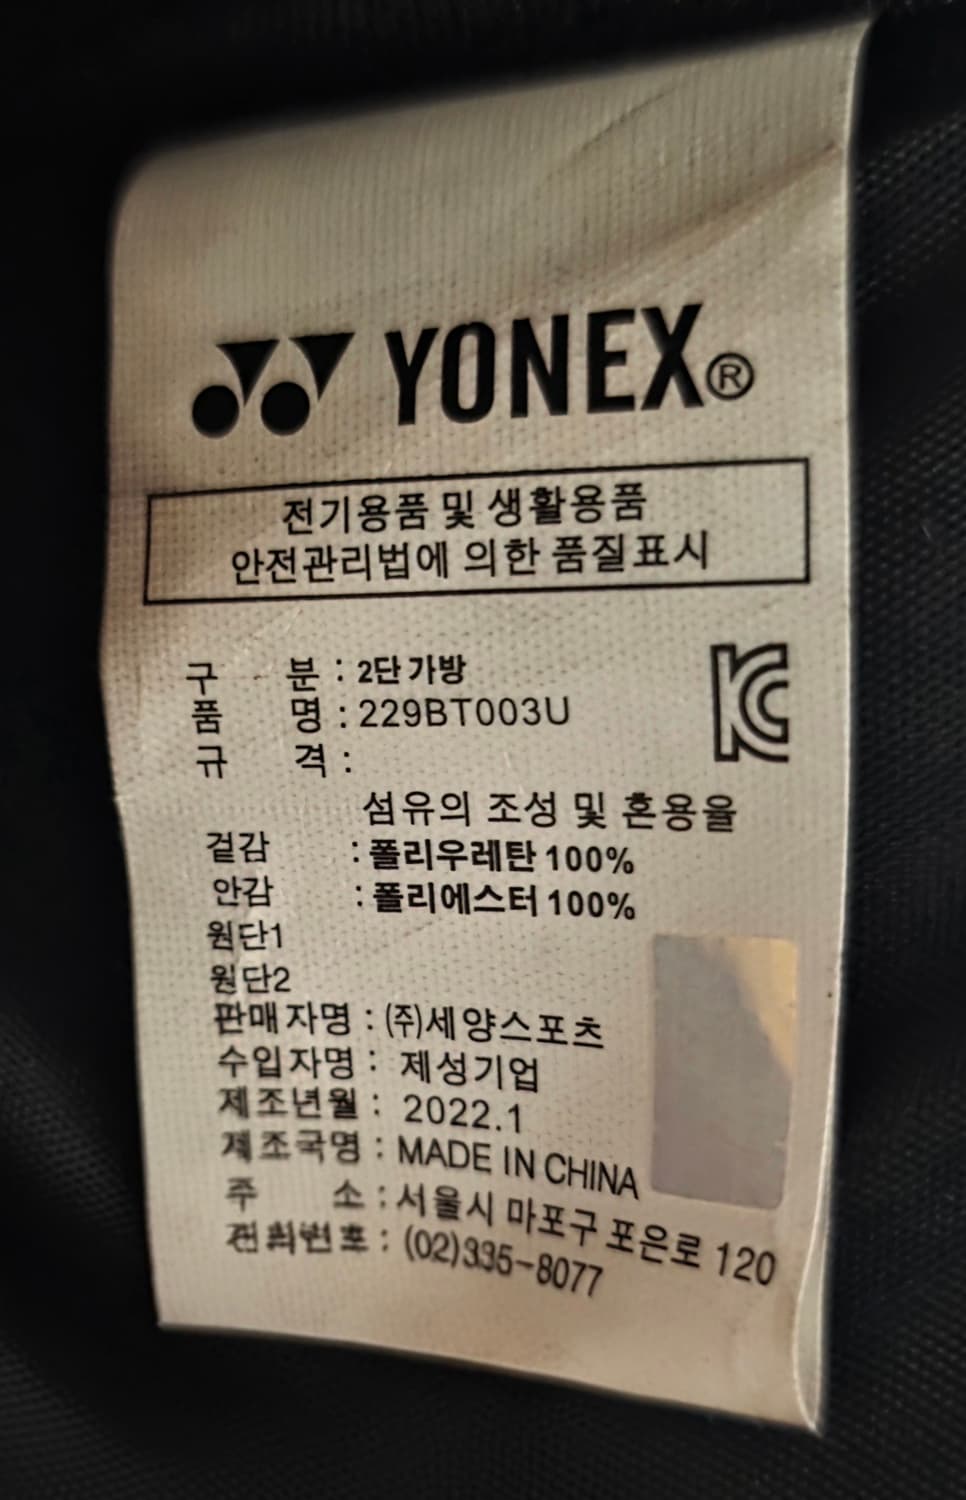 YONEX®
전기용품 및 생활용품
안전관리법에 의한 품질표시
구 분 : 2단가방
품 명 : 229BT003U
규 격 :
섬유의 조성 및 혼용율
겉감 : 폴리우레탄 100%
안감 : 폴리에스터 100%
원단1
원단2
판매자명 : (주)세양스포츠
수입자명 : 제성기업
제조년월 : 2022.1
제조국명 : MADE IN CHINA
주 소 : 서울시 마포구 포은로 120
전화번호 : (02)335-8077